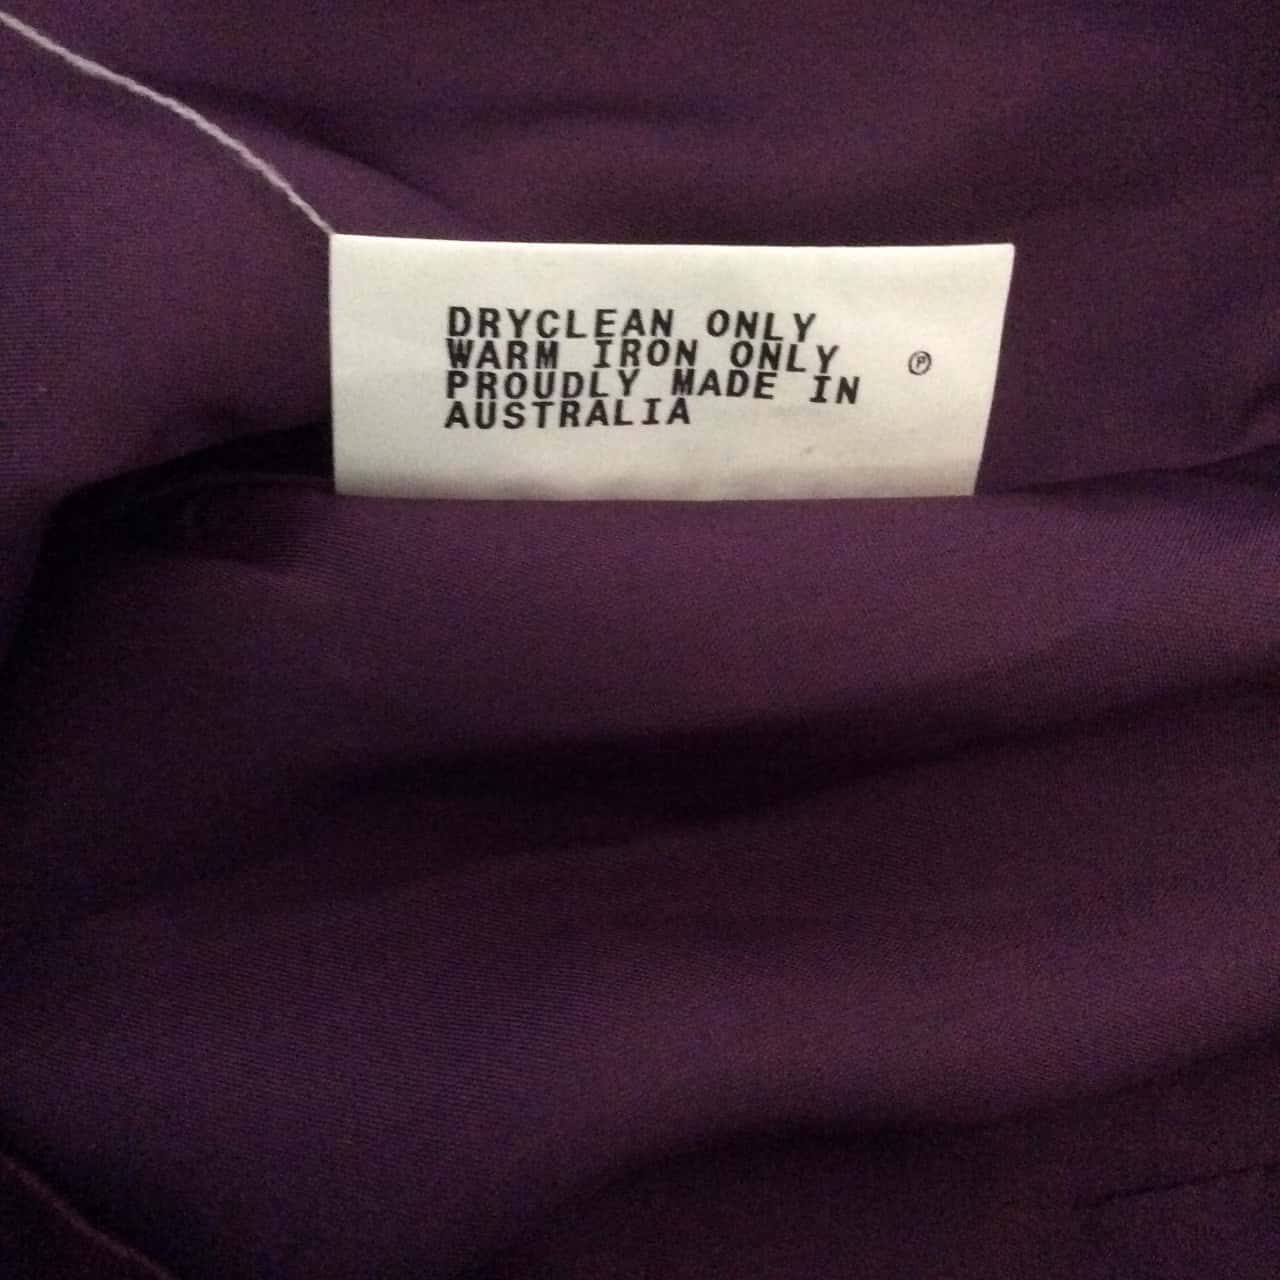 DRYCLEAN ONLY
WARM IRON ONLY
PROUDLY MADE IN
AUSTRALIA
Ⓟ